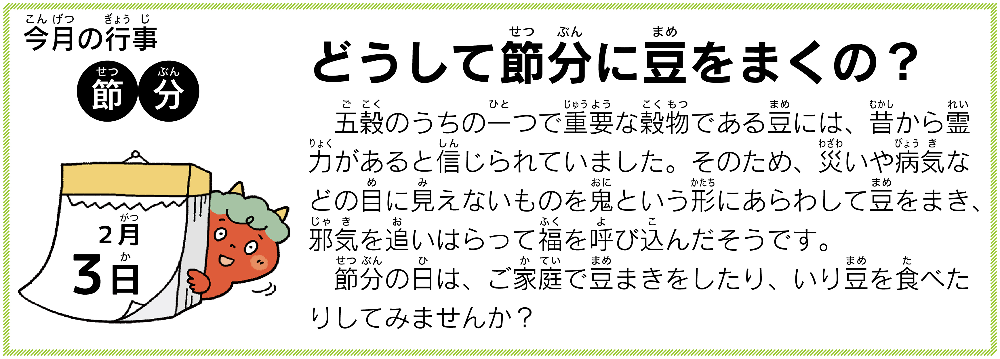 今月の行事
節分
2月
3日
どうして節分に豆をまくの？
五穀のうちの一つで重要な穀物である豆には、昔から霊
力があると信じられていました。そのため、災いや病気な
どの目に見えないものを鬼という形にあらわして豆をまき、
邪気を追いはらって福を呼び込んだそうです。
節分の日は、ご家庭で豆まきをしたり、いり豆を食べた
りしてみませんか？